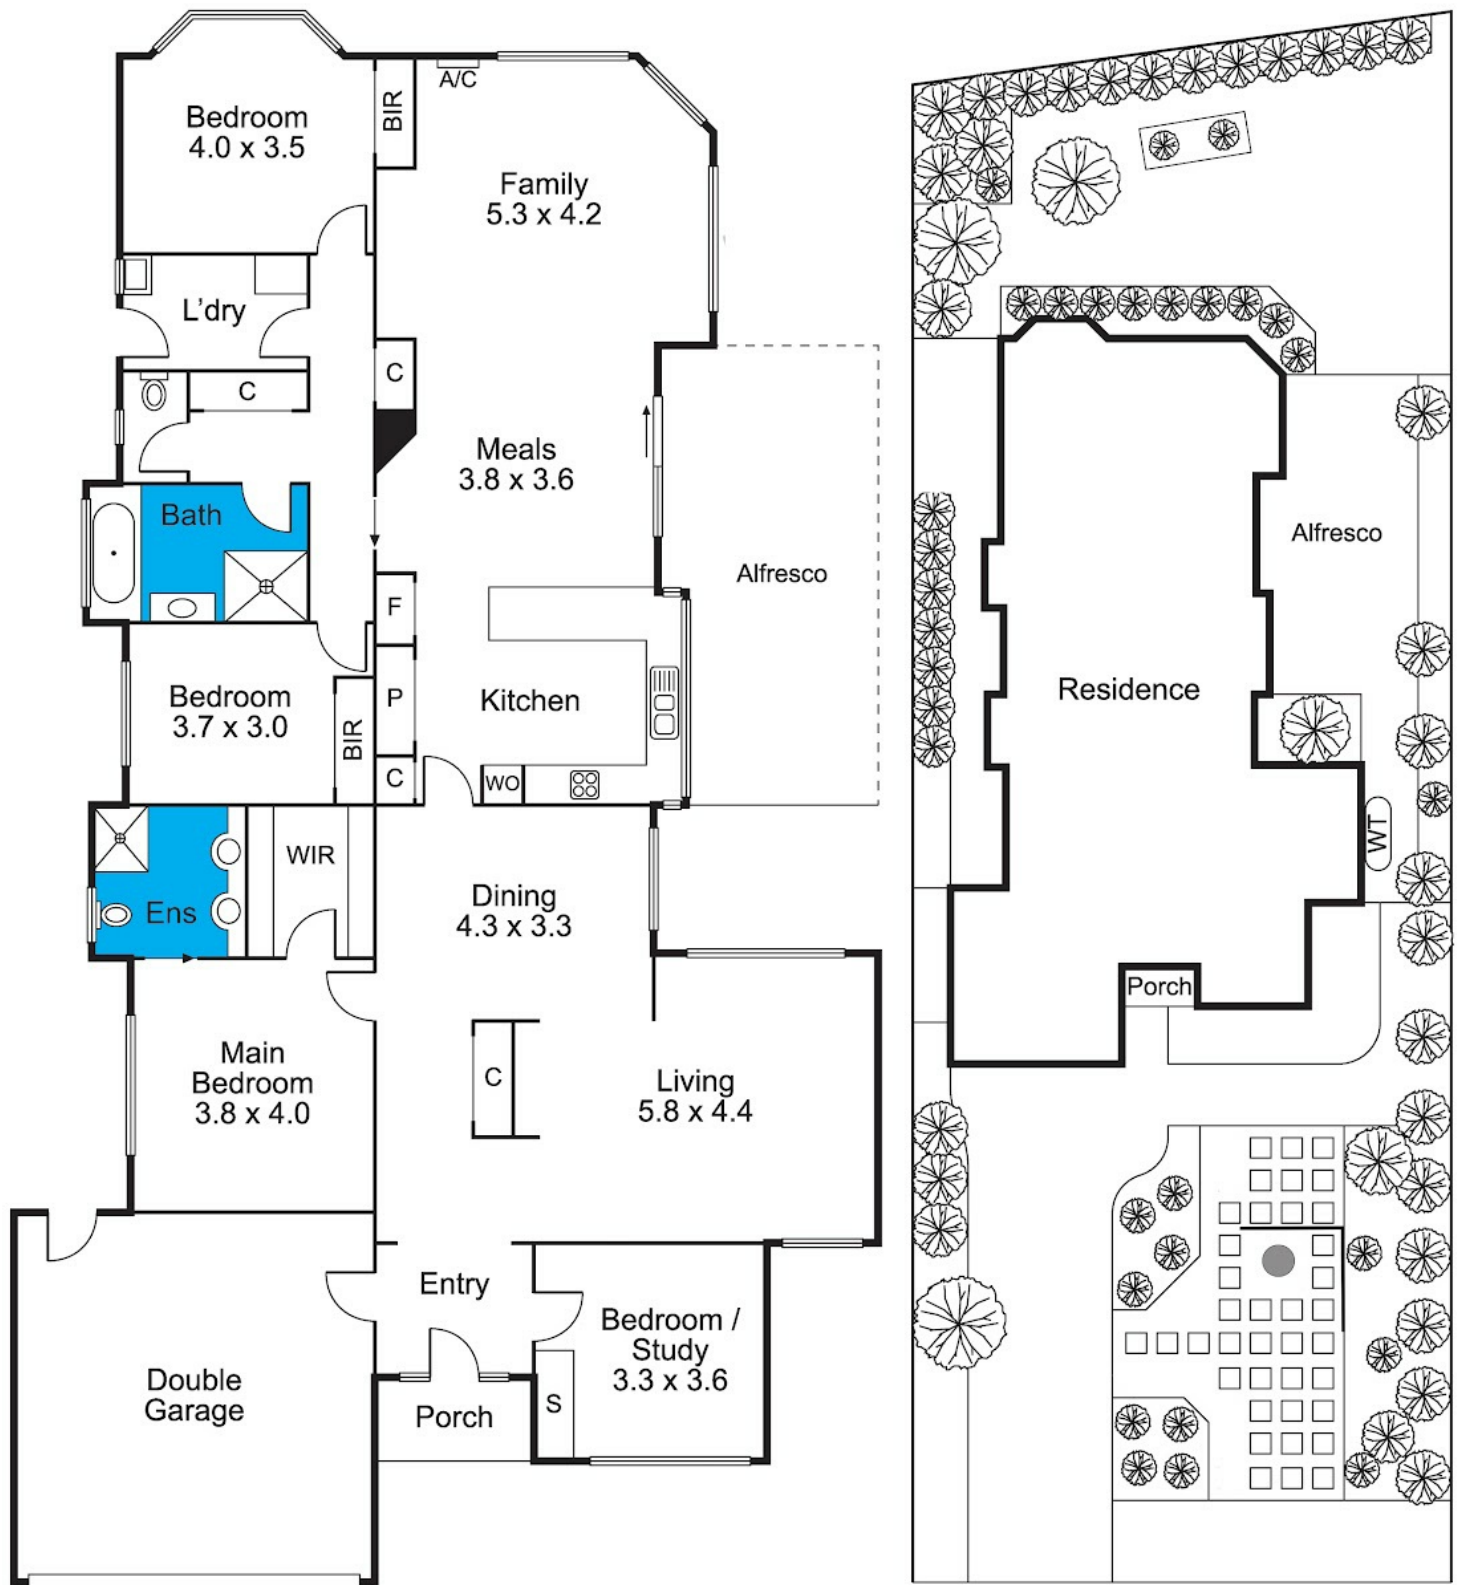 A/C
BIR
Bedroom
4.0 x 3.5
Family
5.3 x 4.2
L'dry
C
C
Meals
3.8 x 3.6
Bath
Alfresco
F
Bedroom
3.7 x 3.0
BIR
P
Kitchen
C
WO
WIR
Ens
Dining
4.3 x 3.3
Main
Bedroom
3.8 x 4.0
C
Living
5.8 x 4.4
Entry
Bedroom /
Study
3.3 x 3.6
Double
Garage
Porch
S
Alfresco
Residence
WT
Porch